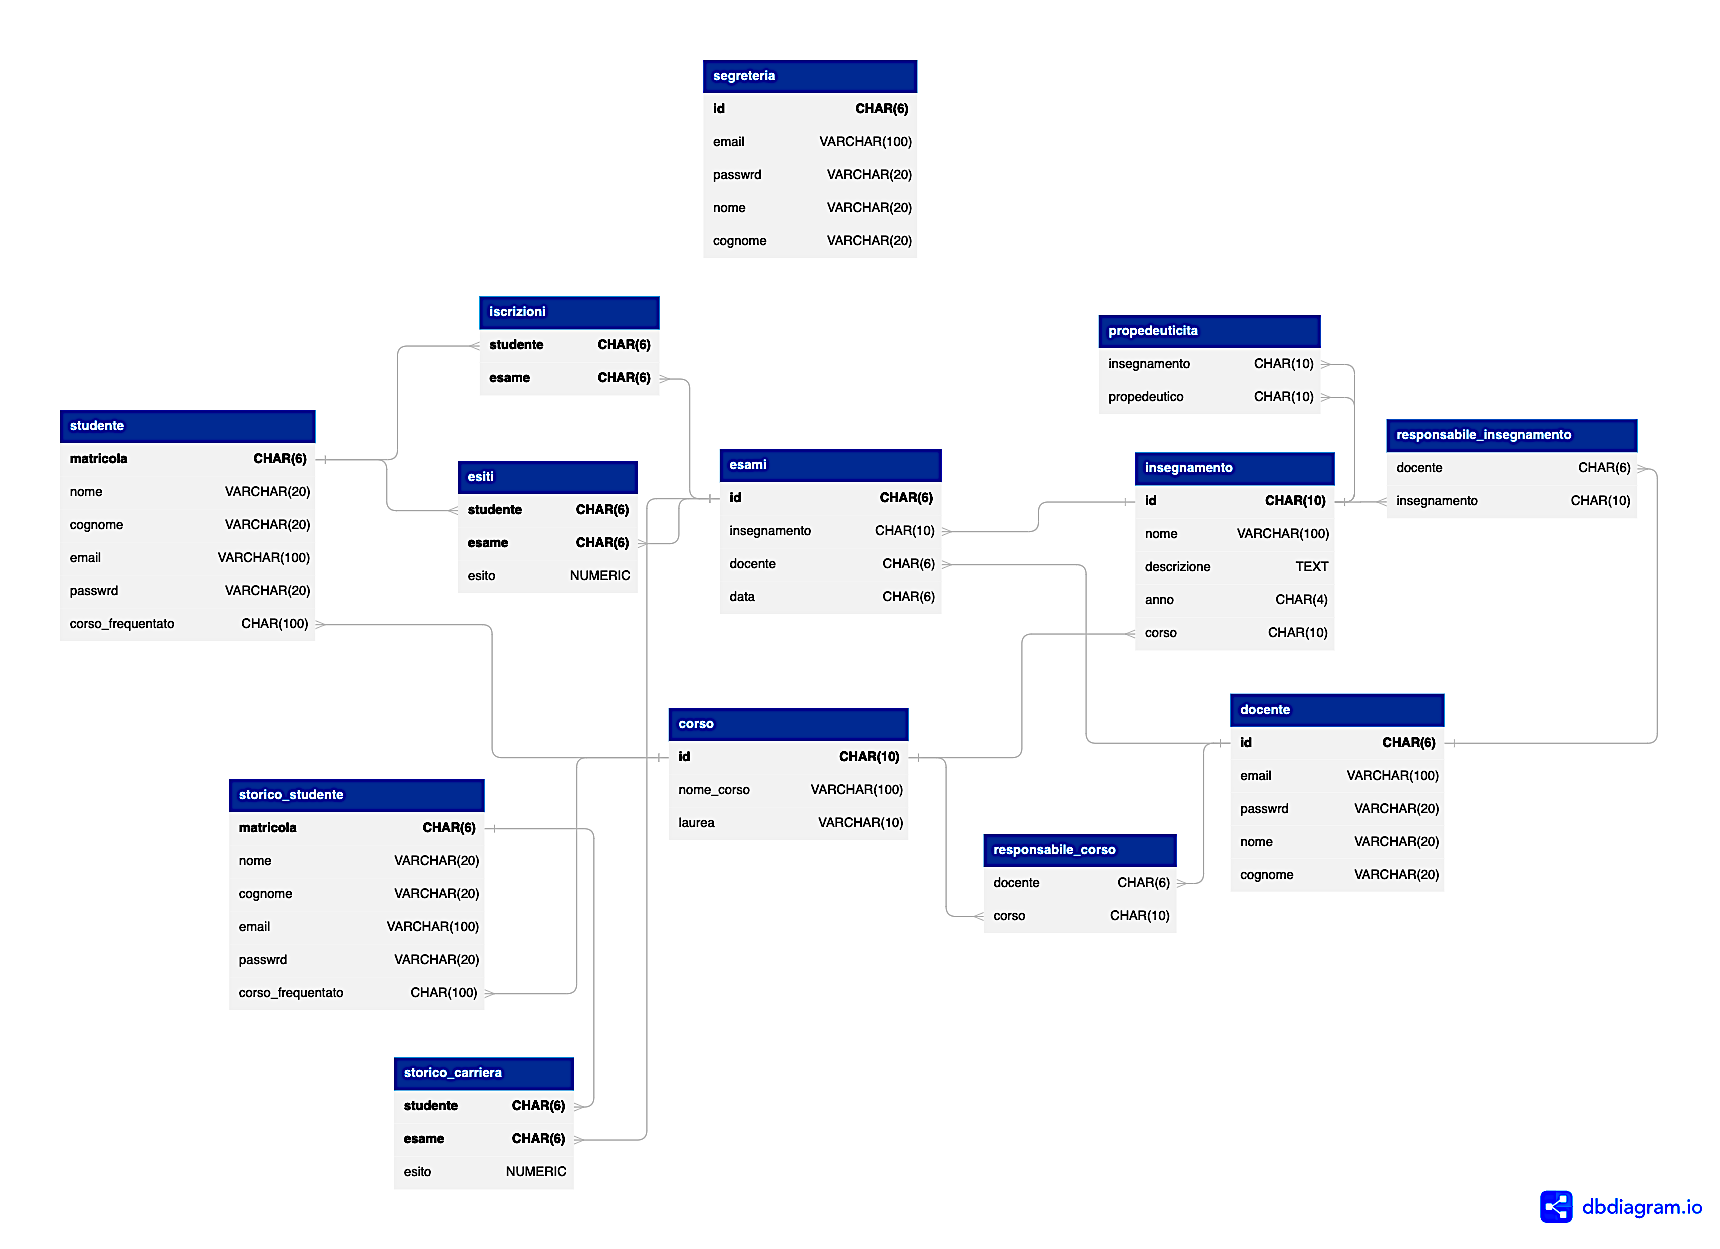 segreteria
id CHAR(6)
email VARCHAR(100)
passwrd VARCHAR(20)
nome VARCHAR(20)
cognome VARCHAR(20)
iscrizioni
studente CHAR(6)
esame CHAR(6)
propedeuticita
insegnamento CHAR(10)
propedeutico CHAR(10)
studente
matricola CHAR(6)
nome VARCHAR(20)
cognome VARCHAR(20)
email VARCHAR(100)
passwrd VARCHAR(20)
corso_frequentato CHAR(100)
esiti
studente CHAR(6)
esame CHAR(6)
esito NUMERIC
esami
id CHAR(6)
insegnamento CHAR(10)
docente CHAR(6)
data CHAR(6)
insegnamento
id CHAR(10)
nome VARCHAR(100)
descrizione TEXT
anno CHAR(4)
corso CHAR(10)
responsabile_insegnamento
docente CHAR(6)
insegnamento CHAR(10)
corso
id CHAR(10)
nome_corso VARCHAR(100)
laurea VARCHAR(10)
docente
id CHAR(6)
email VARCHAR(100)
passwrd VARCHAR(20)
nome VARCHAR(20)
cognome VARCHAR(20)
storico_studente
matricola CHAR(6)
nome VARCHAR(20)
cognome VARCHAR(20)
email VARCHAR(100)
passwrd VARCHAR(20)
corso_frequentato CHAR(100)
responsabile_corso
docente CHAR(6)
corso CHAR(10)
storico_carriera
studente CHAR(6)
esame CHAR(6)
esito NUMERIC
dbdiagram.io